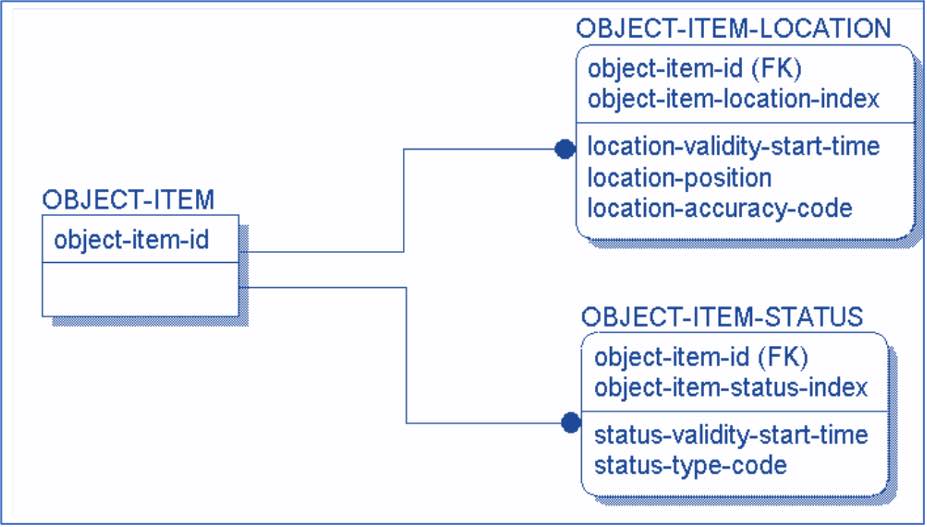 OBJECT-ITEM
object-item-id
OBJECT-ITEM-LOCATION
object-item-id (FK)
object-item-location-index
location-validity-start-time
location-position
location-accuracy-code
OBJECT-ITEM-STATUS
object-item-id (FK)
object-item-status-index
status-validity-start-time
status-type-code